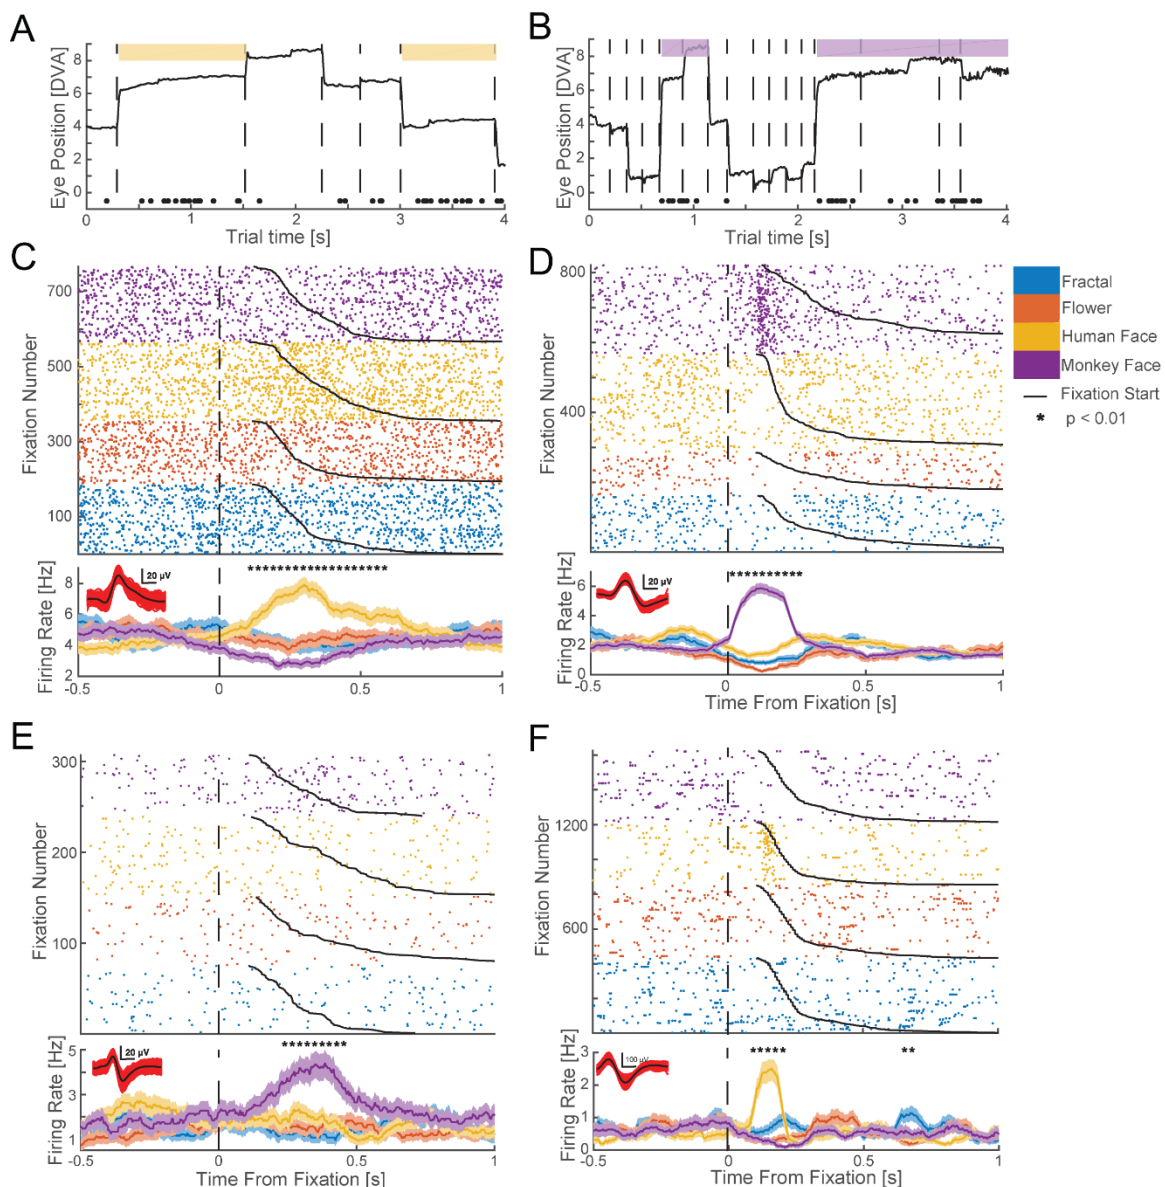 A
Eye Position [DVA]
8
6
4
2
0
0
1
2
3
4
Trial time [s]
B
Eye Position [DVA]
8
6
4
2
0
0
1
2
3
4
Trial time [s]
C
Fixation Number
700
500
300
100
Firing Rate [Hz]
8
6
4
2
20 µV
*******************
-0.5
0
0.5
1
D
Fixation Number
800
400
0
Firing Rate [Hz]
6
4
2
0
20 µV
-0.5
0
0.5
1
Time From Fixation [s]
Fractal
Flower
Human Face
Monkey Face
Fixation Start
* p < 0.01
E
Fixation Number
300
200
100
Firing Rate [Hz]
5
3
1
20 µV
*********
-0.5
0
0.5
1
Time From Fixation [s]
F
Fixation Number
1200
600
Firing Rate [Hz]
3
2
1
0
100 µV
*****
**
-0.5
0
0.5
1
Time From Fixation [s]